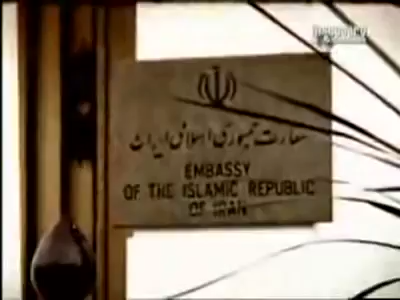 سفارت جمهوری اسلامی ایران
EMBASSY
OF THE ISLAMIC REPUBLIC
OF IRAN